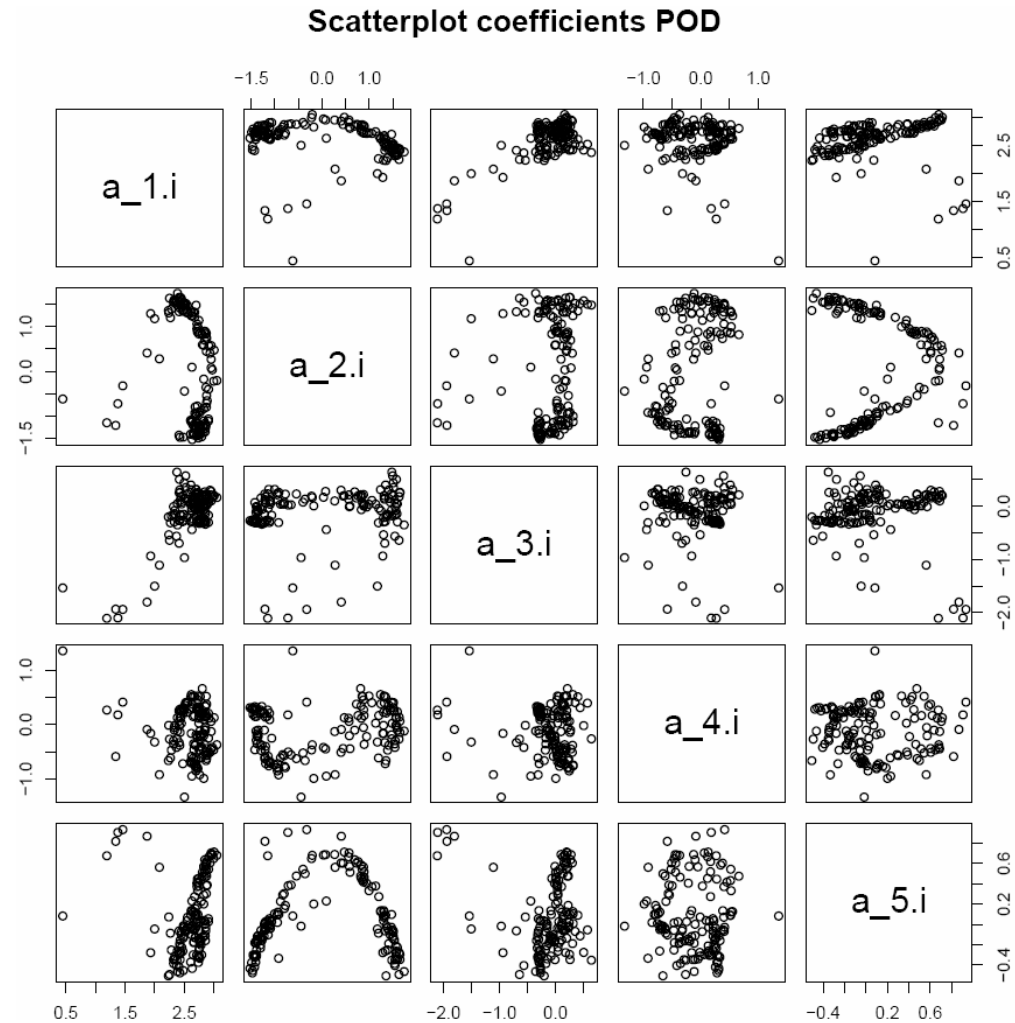 Scatterplot coefficients POD
−1.5 0.0 1.0 −1.0 0.0 1.0
a_1.i
0.5 1.5 2.5
−1.5 0.0 1.0
a_2.i
a_3.i
−2.0 −1.0 0.0
−1.0 0.0 1.0
a_4.i
a_5.i
−0.4 0.2 0.6
0.5 1.5 2.5 −2.0 −1.0 0.0 −0.4 0.2 0.6